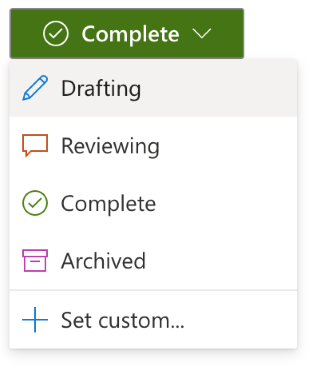 Complete
Drafting
Reviewing
Complete
Archived
Set custom...